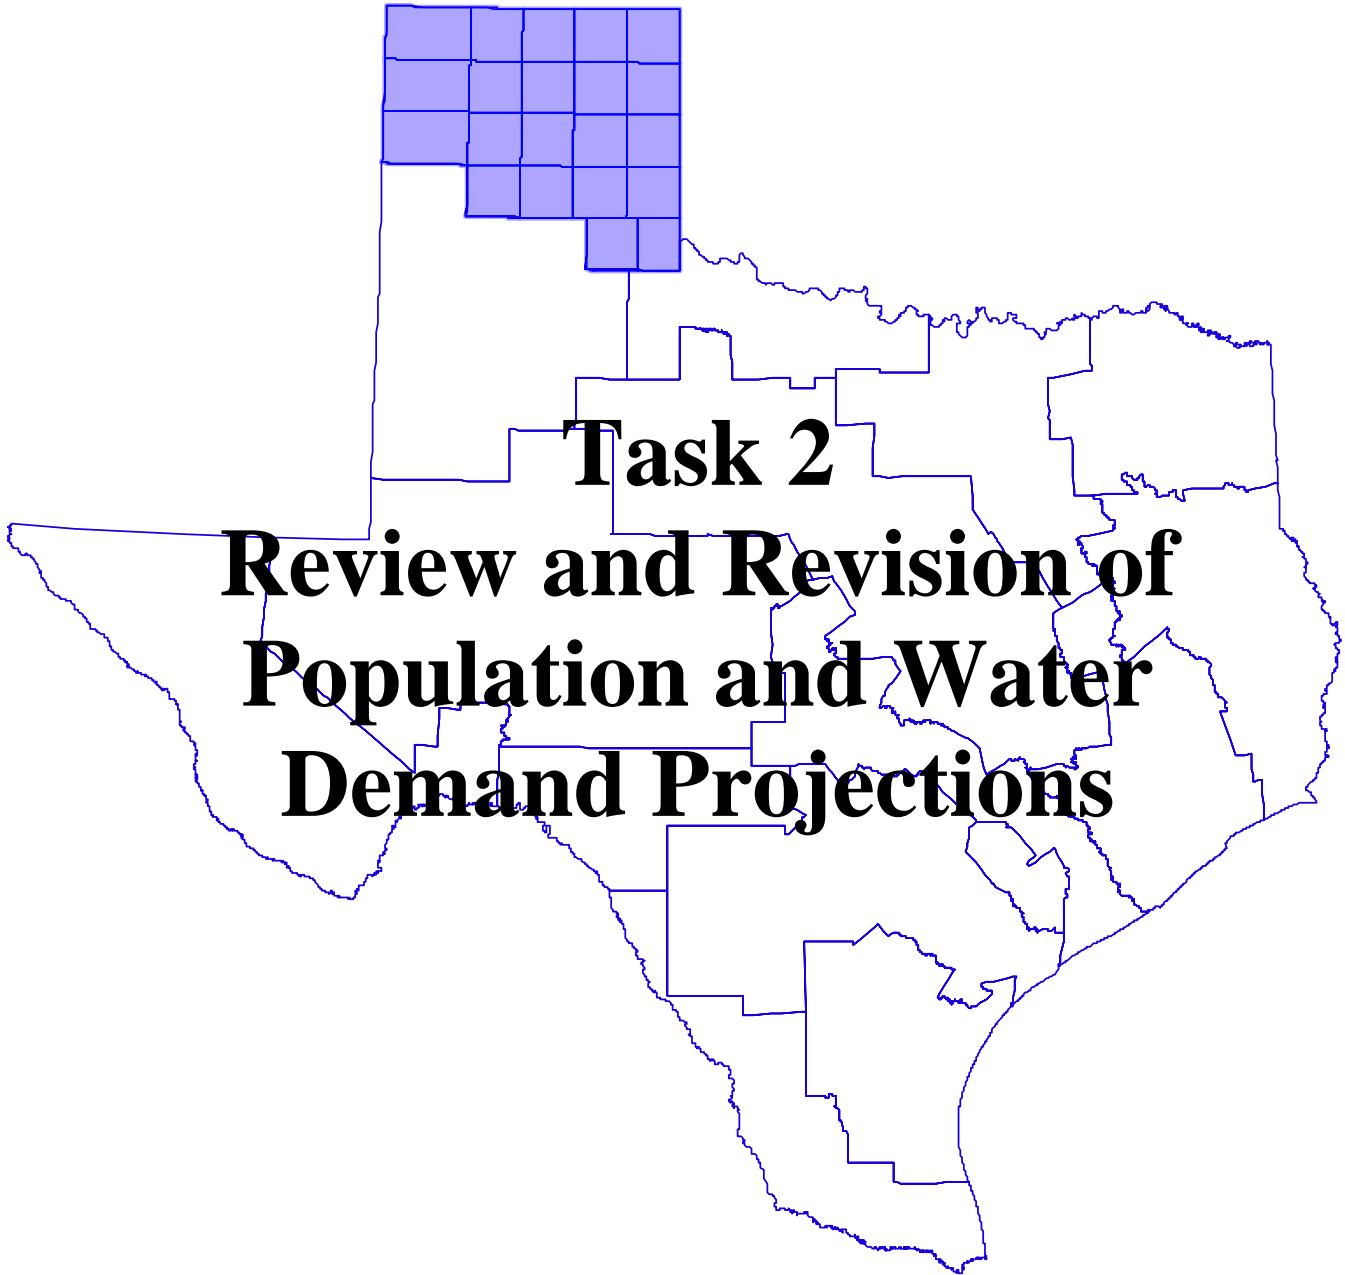 Task 2
Review and Revision of
Population and Water
Demand Projections